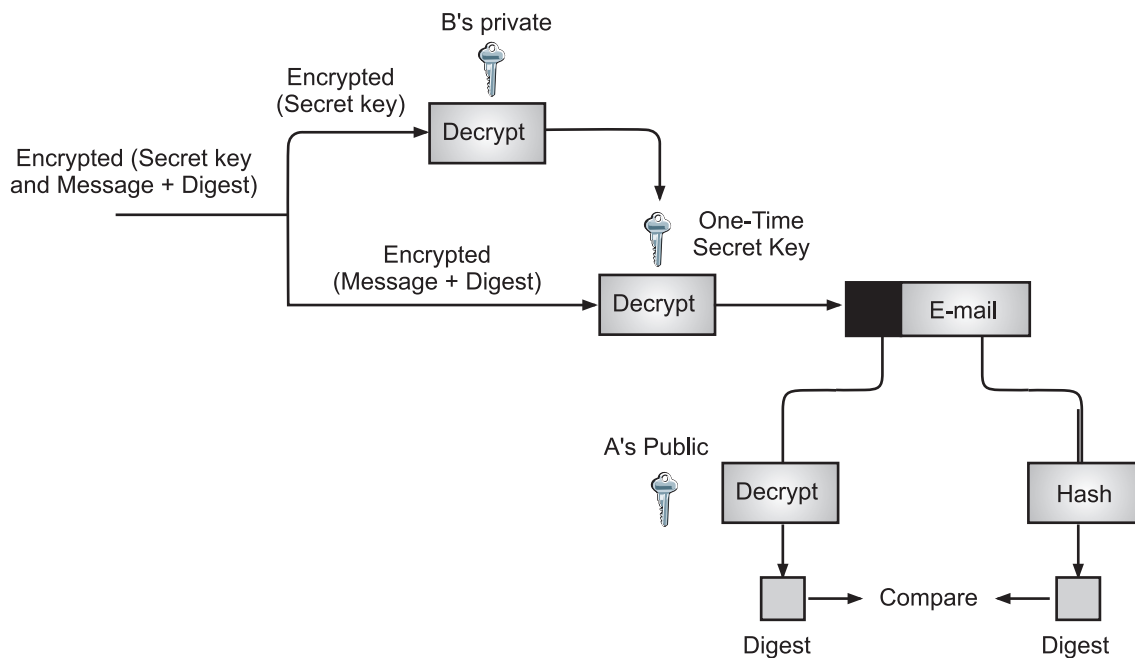 B's private
Encrypted
(Secret key)
Decrypt
Encrypted (Secret key
and Message + Digest)
One-Time
Secret Key
Encrypted
(Message + Digest)
Decrypt
E-mail
A's Public
Decrypt
Hash
Compare
Digest
Digest